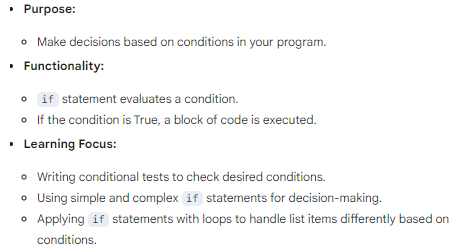 Purpose:
Make decisions based on conditions in your program.
Functionality:
if statement evaluates a condition.
If the condition is True, a block of code is executed.
Learning Focus:
Writing conditional tests to check desired conditions.
Using simple and complex if statements for decision-making.
Applying if statements with loops to handle list items differently based on
conditions.